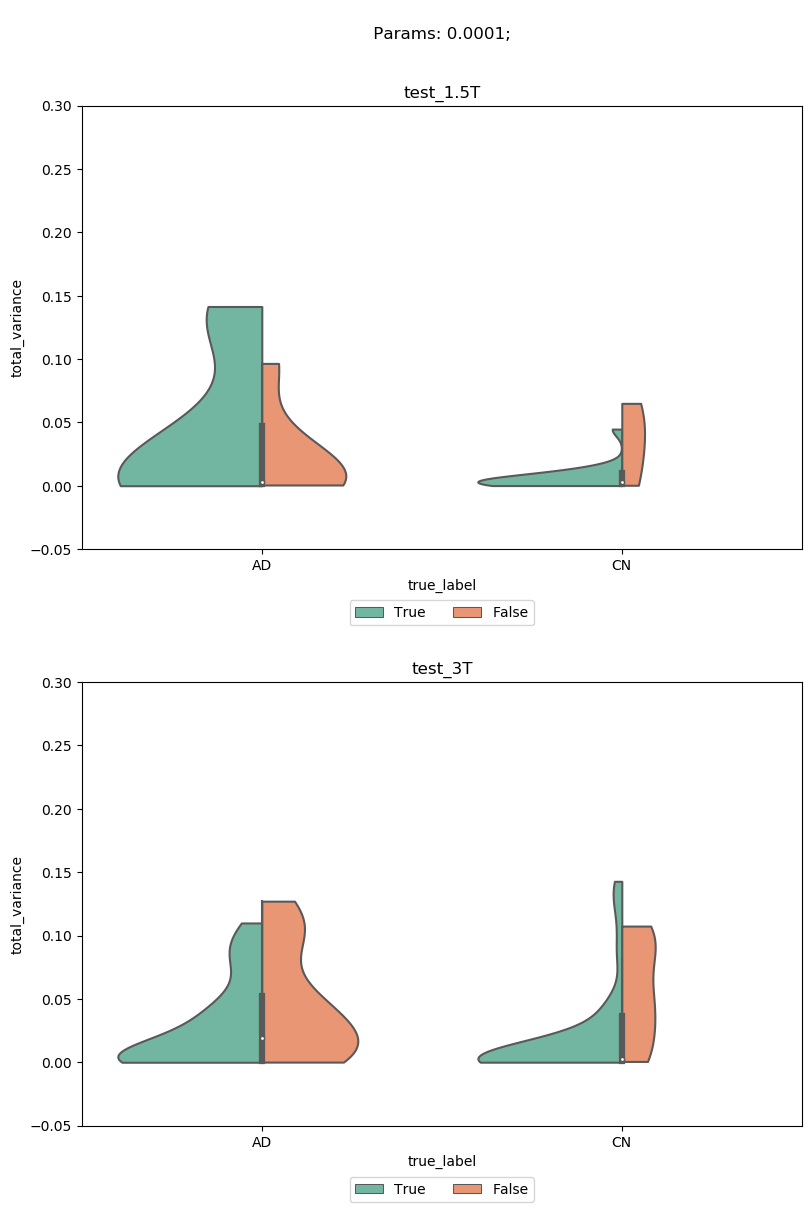 Params: 0.0001;
test_1.5T
0.30
0.25
0.20
0.15
0.10
0.05
0.00
−0.05
total_variance
AD CN
true_label
True False
test_3T
0.30
0.25
0.20
0.15
0.10
0.05
0.00
−0.05
total_variance
AD CN
true_label
True False